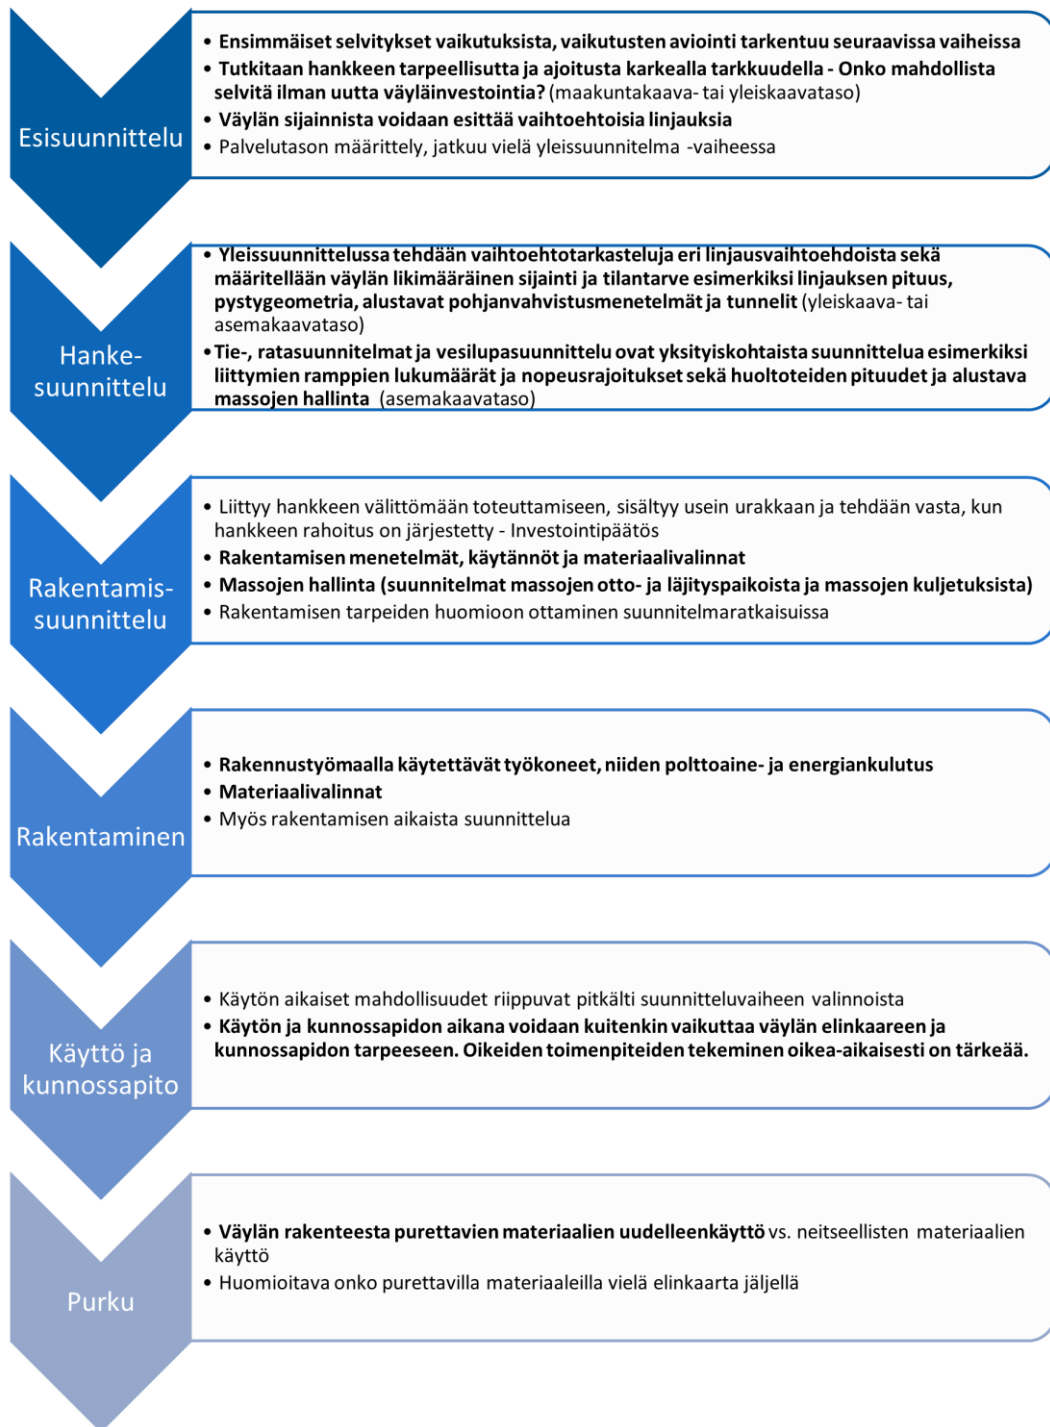 Esisuunnittelu
• Ensimmäiset selvitykset vaikutuksista, vaikutusten aviointi tarkentuu seuraavissa vaiheissa
• Tutkitaan hankkeen tarpeellisutta ja ajoitusta karkealla tarkkuudella - Onko mahdollista
selvitä ilman uutta väyläinvestointia? (maakuntakaava- tai yleiskaavataso)
• Väylän sijainnista voidaan esittää vaihtoehtoisia linjauksia
• Palvelutason määrittely, jatkuu vielä yleissuunnitelma -vaiheessa
Hanke-
suunnittelu
• Yleissuunnittelussa tehdään vaihtoehtotarkasteluja eri linjausvaihtoehdoista sekä
määritellään väylän likimääräinen sijainti ja tilantarve esimerkiksi linjauksen pituus,
pystygeometria, alustavat pohjanvahvistusmenetelmät ja tunnelit (yleiskaava- tai
asemakaavataso)
• Tie-, ratasuunnitelmat ja vesilupasuunnittelu ovat yksityiskohtaista suunnittelua esimerkiksi
liittymien ramppien lukumäärät ja nopeusrajoitukset sekä huoltoteiden pituudet ja alustava
massojen hallinta (asemakaavataso)
Rakentamis-
suunnittelu
• Liittyy hankkeen välittömään toteuttamiseen, sisältyy usein urakkaan ja tehdään vasta, kun
hankkeen rahoitus on järjestetty - Investointipäätös
• Rakentamisen menetelmät, käytännöt ja materiaalivalinnat
• Massojen hallinta (suunnitelmat massojen otto- ja läjityspaikoista ja massojen kuljetuksista)
• Rakentamisen tarpeiden huomioon ottaminen suunnitelmaratkaisuissa
Rakentaminen
• Rakennustyömaalla käytettävät työkoneet, niiden polttoaine- ja energiankulutus
• Materiaalivalinnat
• Myös rakentamisen aikaista suunnittelua
Käyttö ja
kunnossapito
• Käytön aikaiset mahdollisuudet riippuvat pitkälti suunnitteluvaiheen valinnoista
• Käytön ja kunnossapidon aikana voidaan kuitenkin vaikuttaa väylän elinkaareen ja
kunnossapidon tarpeeseen. Oikeiden toimenpiteiden tekeminen oikea-aikaisesti on tärkeää.
Purku
• Väylän rakenteesta purettavien materiaalien uudelleenkäyttö vs. neitseellisten materiaalien
käyttö
• Huomioitava onko purettavilla materiaaleilla vielä elinkaarta jäljellä